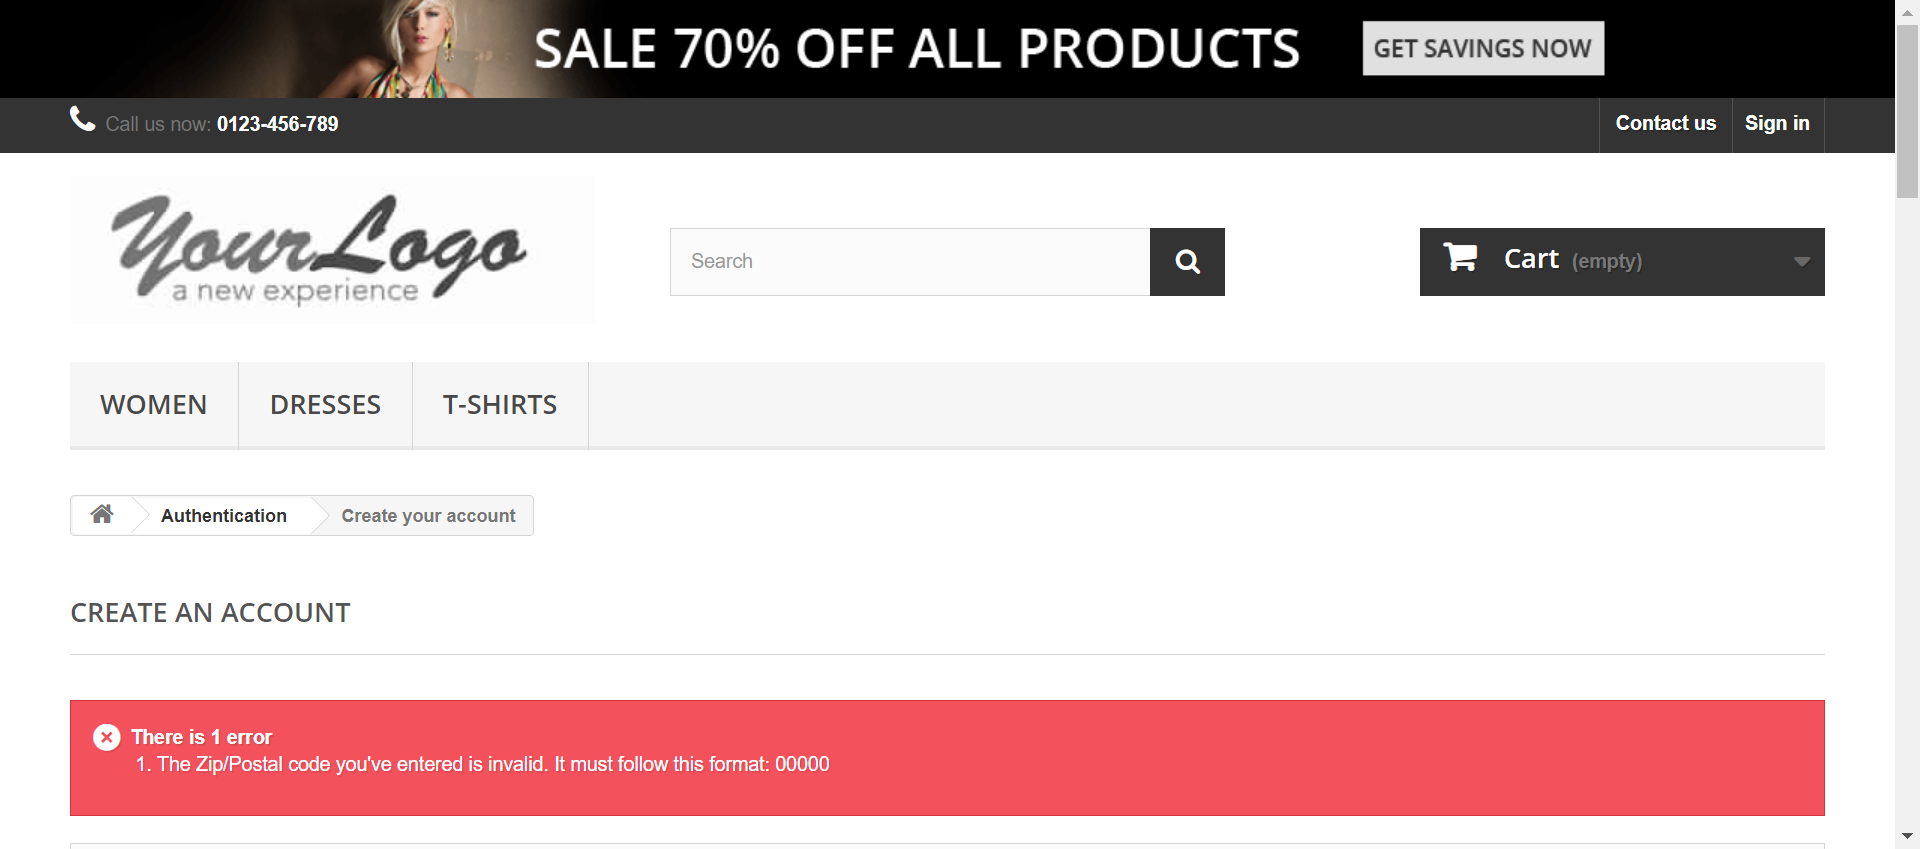 SALE 70% OFF ALL PRODUCTS GET SAVINGS NOW
Call us now: 0123-456-789 Contact us Sign in
Your Logo
a new experience
Search
Cart (empty)
WOMEN DRESSES T-SHIRTS
Authentication Create your account
CREATE AN ACCOUNT
There is 1 error
1. The Zip/Postal code you've entered is invalid. It must follow this format: 00000